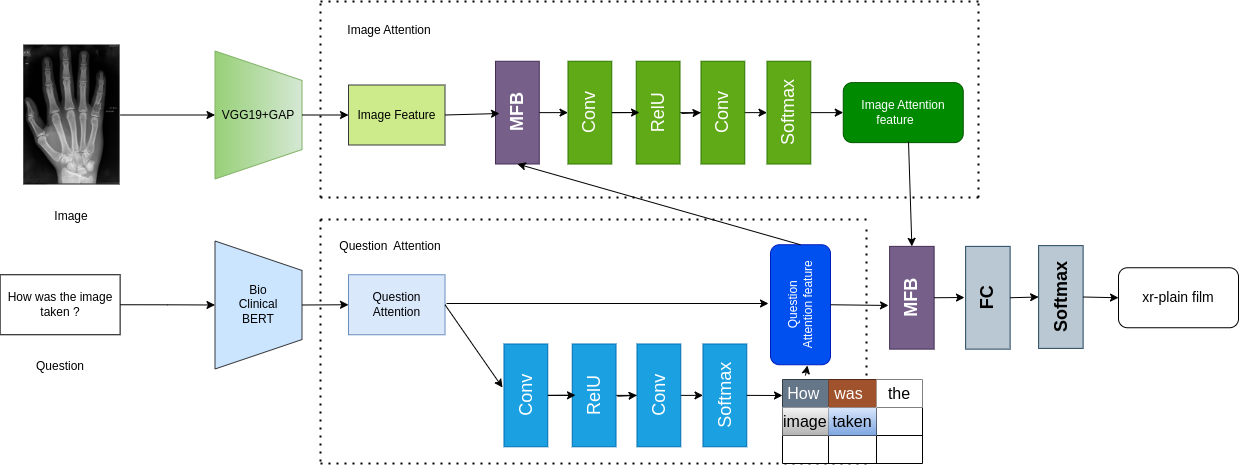 Image Attention
VGG19+GAP
Image Feature
MFB
Conv
RelU
Conv
Softmax
Image Attention
feature
Image
Question Attention
How was the image
taken ?
Bio
Clinical
BERT
Question
Attention
Question
Attention feature
MFB
FC
Softmax
xr-plain film
Question
Conv
RelU
Conv
Softmax
How was the
image taken